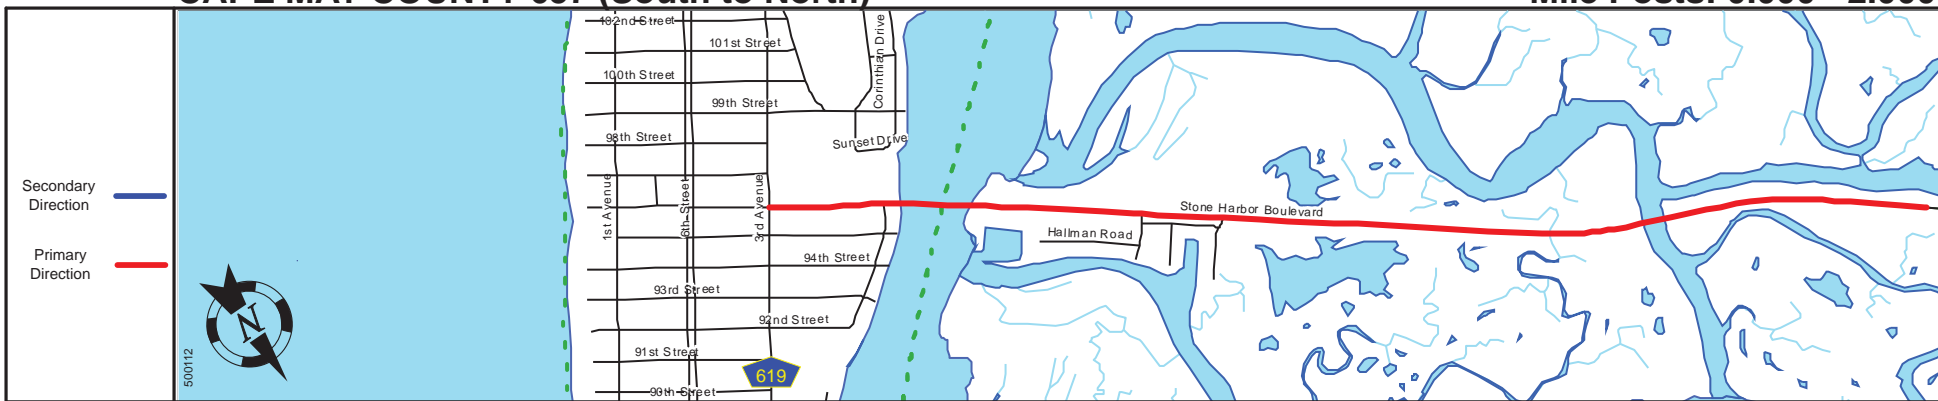 Secondary
Direction
Primary
Direction
500112
N
102nd Street
101st Street
100th Street
99th Street
98th Street
Corinthian Drive
Sunset Drive
1st Avenue
6th Street
3rd Avenue
Stone Harbor Boulevard
Hallman Road
94th Street
93rd Street
92nd Street
91st Street
619
93th Street